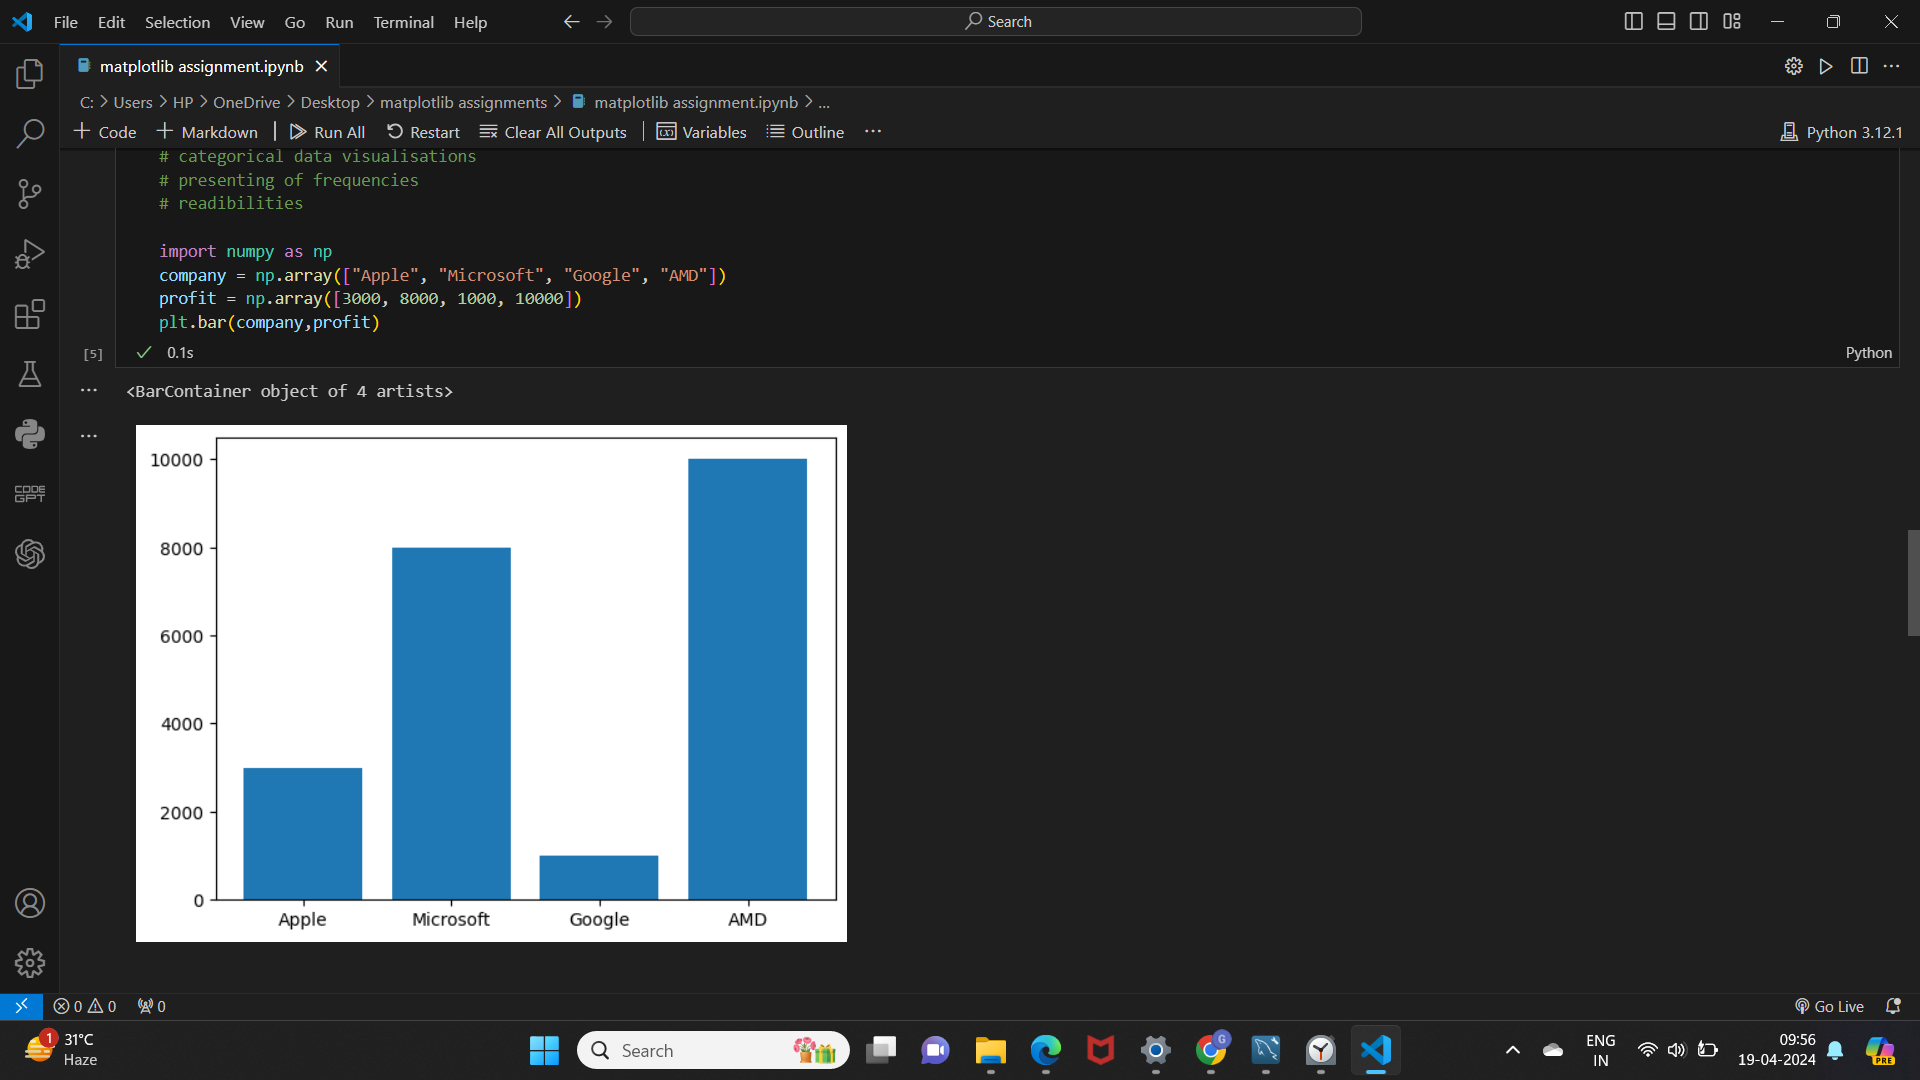 File Edit Selection View Go Run Terminal Help
Search
matplotlib assignment.ipynb
C: > Users > HP > OneDrive > Desktop > matplotlib assignments > matplotlib assignment.ipynb > ...
+ Code + Markdown | Run All Restart Clear All Outputs | Variables Outline ...
Python 3.12.1
# categorical data visualisations
# presenting of frequencies
# readibilities
import numpy as np
company = np.array(["Apple", "Microsoft", "Google", "AMD"])
profit = np.array([3000, 8000, 1000, 10000])
plt.bar(company,profit)
[5] 0.1s Python
<BarContainer object of 4 artists>
10000
8000
6000
4000
2000
0
Apple Microsoft Google AMD
CODE
GPT
0 0 0
Go Live
1
31°C
Haze
Search
G
ENG
IN
09:56
19-04-2024
PRE